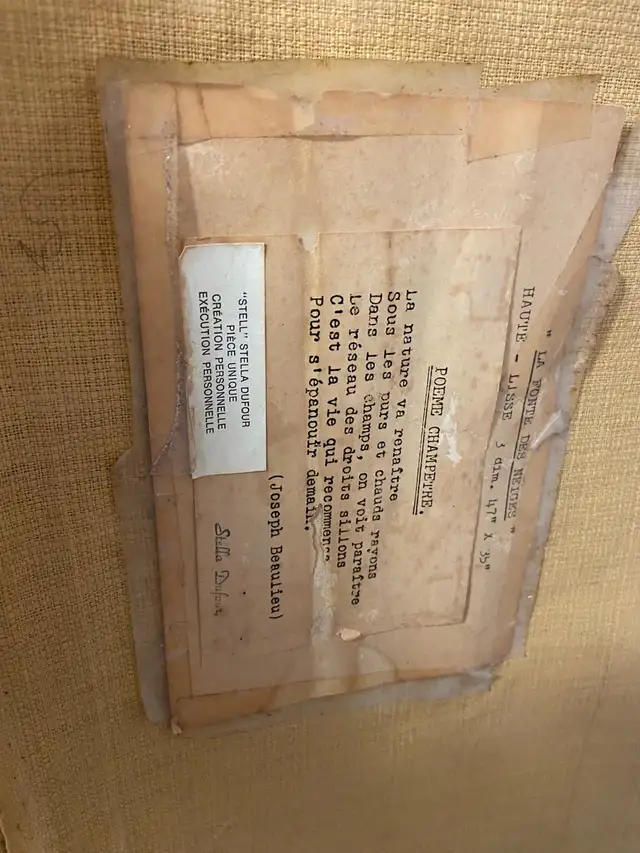 " LA FONTE DES NEIGES "
HAUTE - LISSE ; dim. 47" X 35"
POEME CHAMPETRE.
La nature va renaître
Sous les purs et chauds rayons
Dans les champs, on voit paraître
Le réseau des droits sillons
C'est la vie qui recommence
Pour s'épanouir demain.
(Joseph Beaulieu)
"STELL" STELLA DUFOUR
PIÈCE UNIQUE
CRÉATION PERSONNELLE
EXÉCUTION PERSONNELLE
Stella Dufour